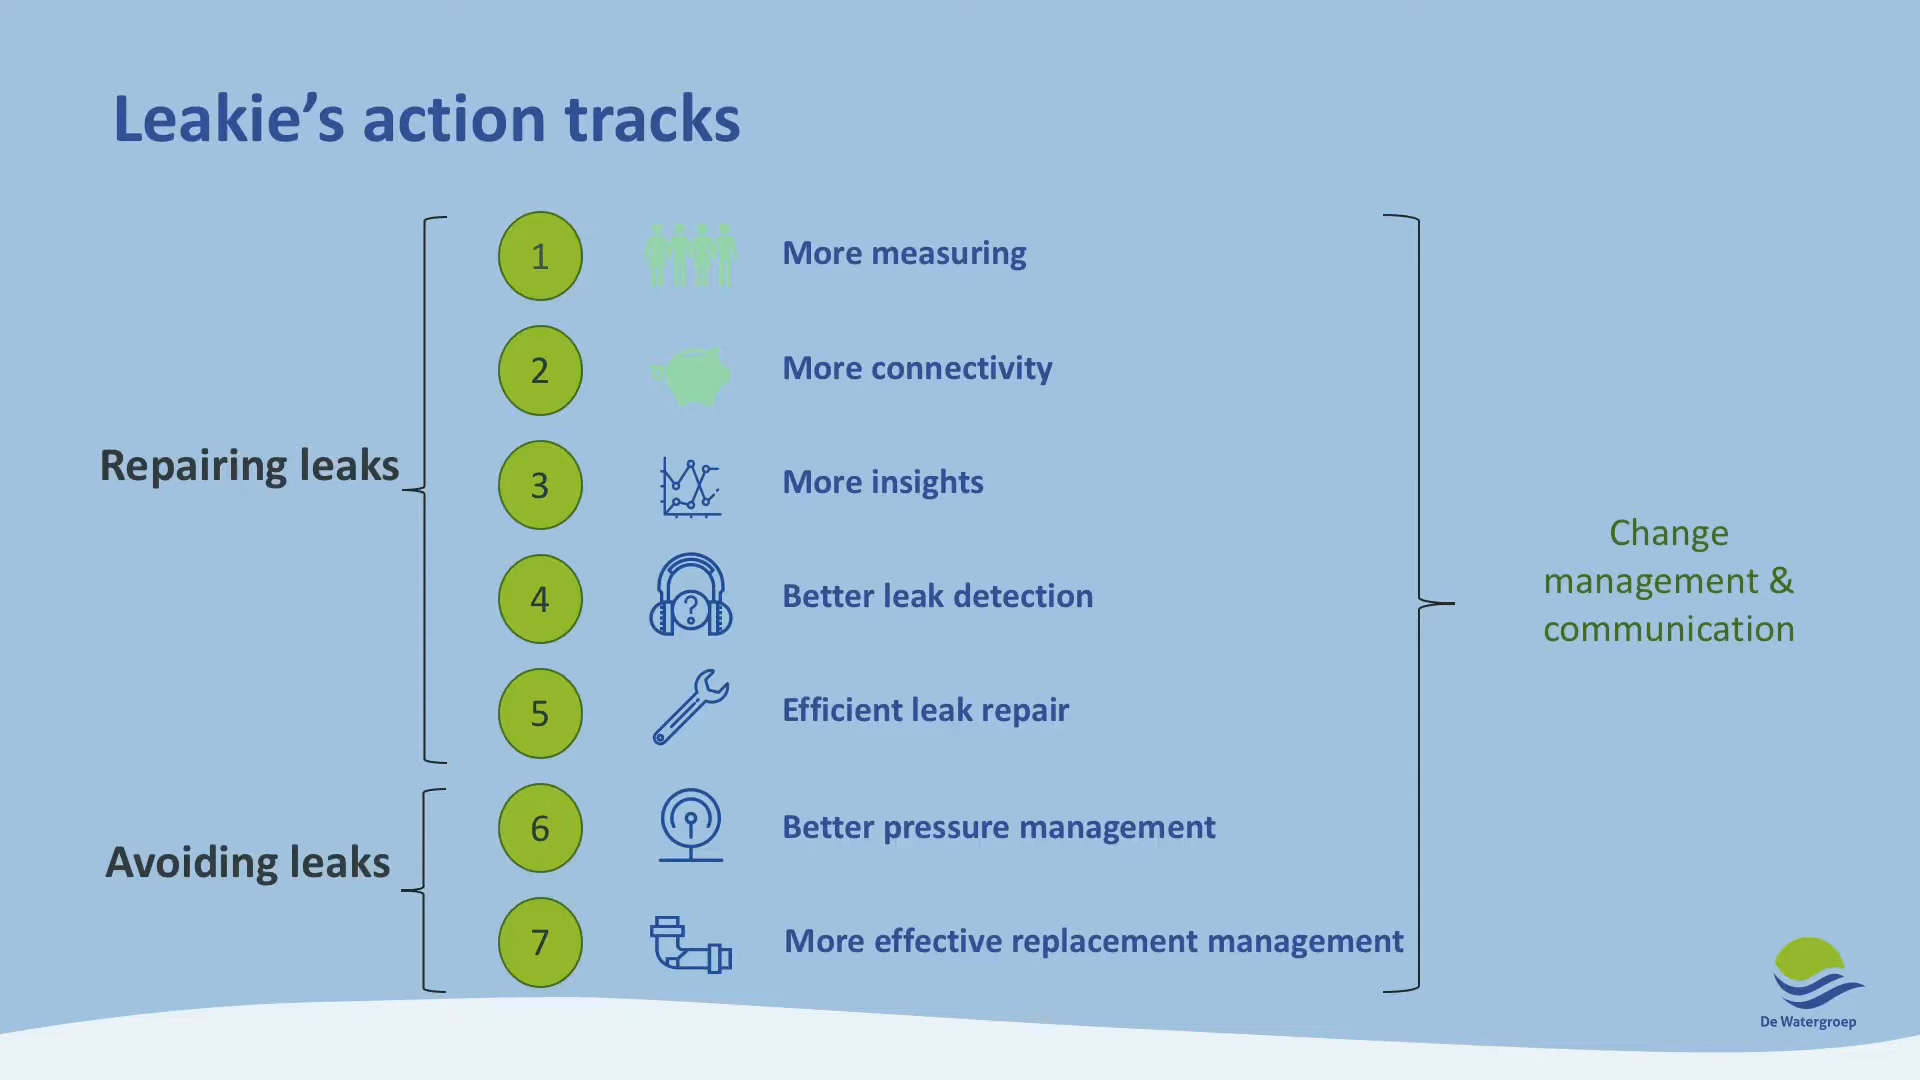 Leakie's action tracks
Repairing leaks
1
More measuring
2
More connectivity
3
More insights
4
?
Better leak detection
5
Efficient leak repair
Avoiding leaks
6
Better pressure management
7
More effective replacement management
Change
management &
communication
De Watergroep